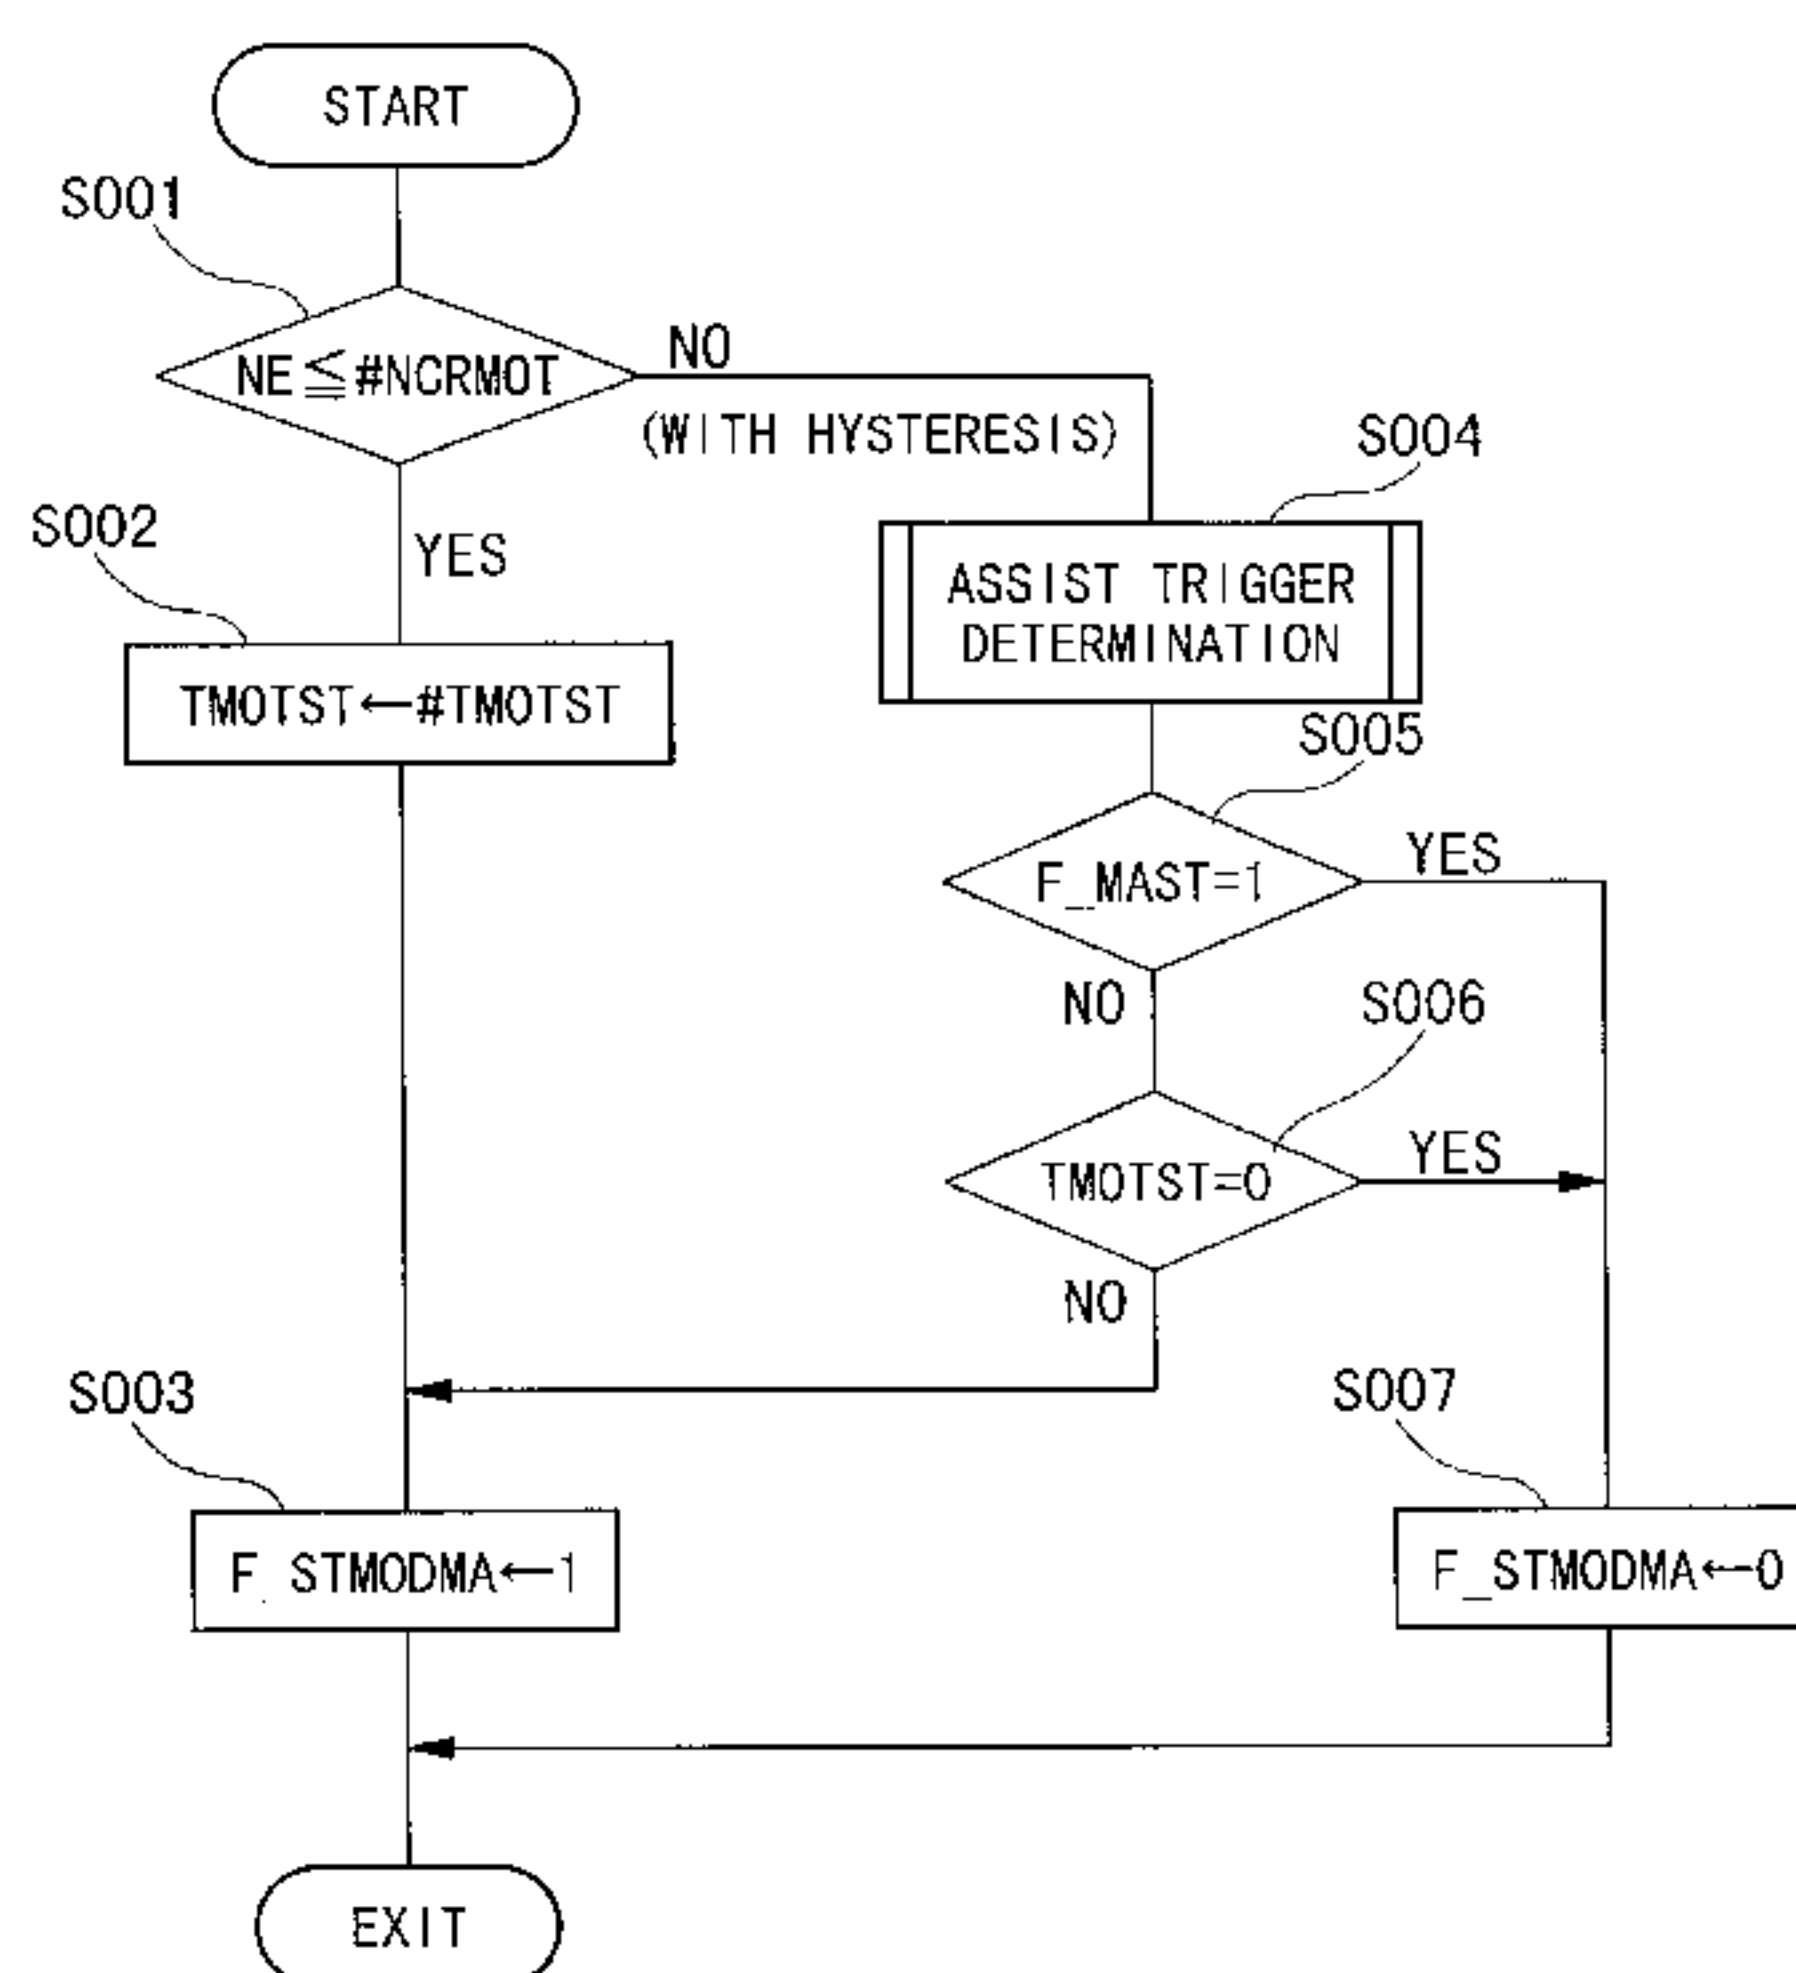 START
S001
NE≦#NCRMOT
NO
(WITH HYSTERESIS)
S004
S002
YES
ASSIST TRIGGER
DETERMINATION
TMOTST←#TMOTST
S005
F_MAST=1
YES
NO
S006
TMOTST=0
YES
NO
S003
S007
F_STMODMA←1
F_STMODMA←0
EXIT